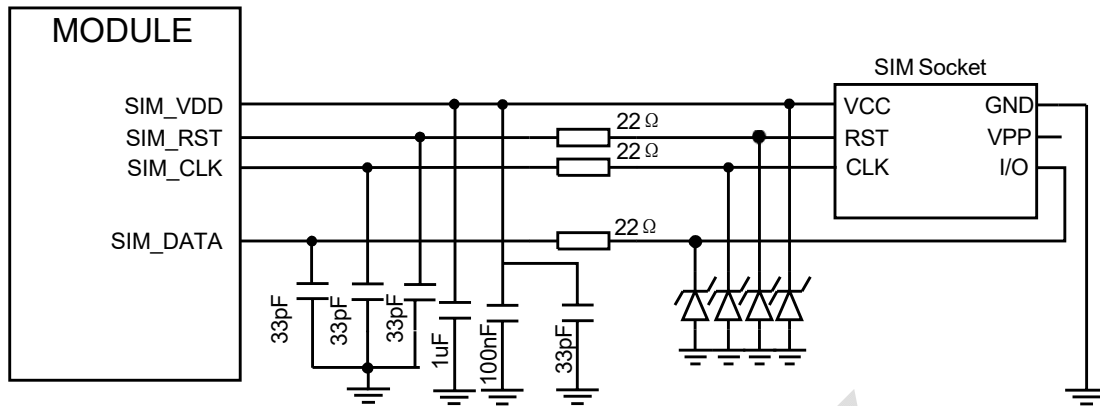 MODULE
SIM Socket
SIM_VDD
VCC
GND
22Ω
SIM_RST
RST
VPP
22Ω
SIM_CLK
CLK
I/O
SIM_DATA
22Ω
33pF
33pF
33pF
1uF
100nF
33pF